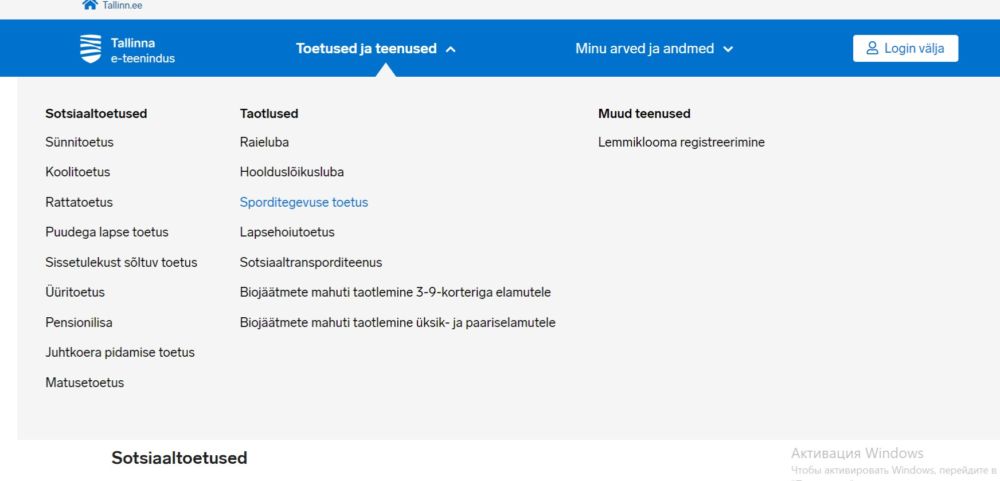 Tallinn.ee
Tallinna
e-teenindus
Toetused ja teenused
Minu arved ja andmed
Login välja
Sotsiaaltoetused
Sünnitoetus
Koolitoetus
Rattatoetus
Puudega lapse toetus
Sissetulekust sõltuv toetus
Üüritoetus
Pensionilisa
Juhtkoera pidamise toetus
Matusetoetus
Taotlused
Raieluba
Hoolduslõikusluba
Sporditegevuse toetus
Lapsehoiutoetus
Sotsiaaltransporditeenus
Biojäätmete mahuti taotlemine 3-9-korteriga elamutele
Biojäätmete mahuti taotlemine üksik- ja paariselamutele
Muud teenused
Lemmiklooma registreerimine
Sotsiaaltoetused
Активация Windows
Чтобы активировать Windows, перейдите в